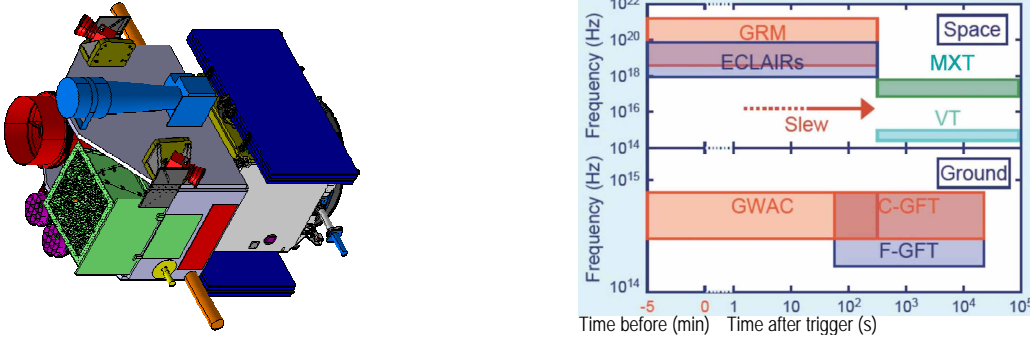 Frequency (Hz)
10²²
10²⁰
10¹⁸
10¹⁶
10¹⁴
GRM
Space
ECLAIRs
MXT
Slew
VT
Frequency (Hz)
10¹⁵
10¹⁴
Ground
GWAC
C-GFT
F-GFT
-5 0 1 10 10² 10³ 10⁴ 10⁵
Time before (min) Time after trigger (s)